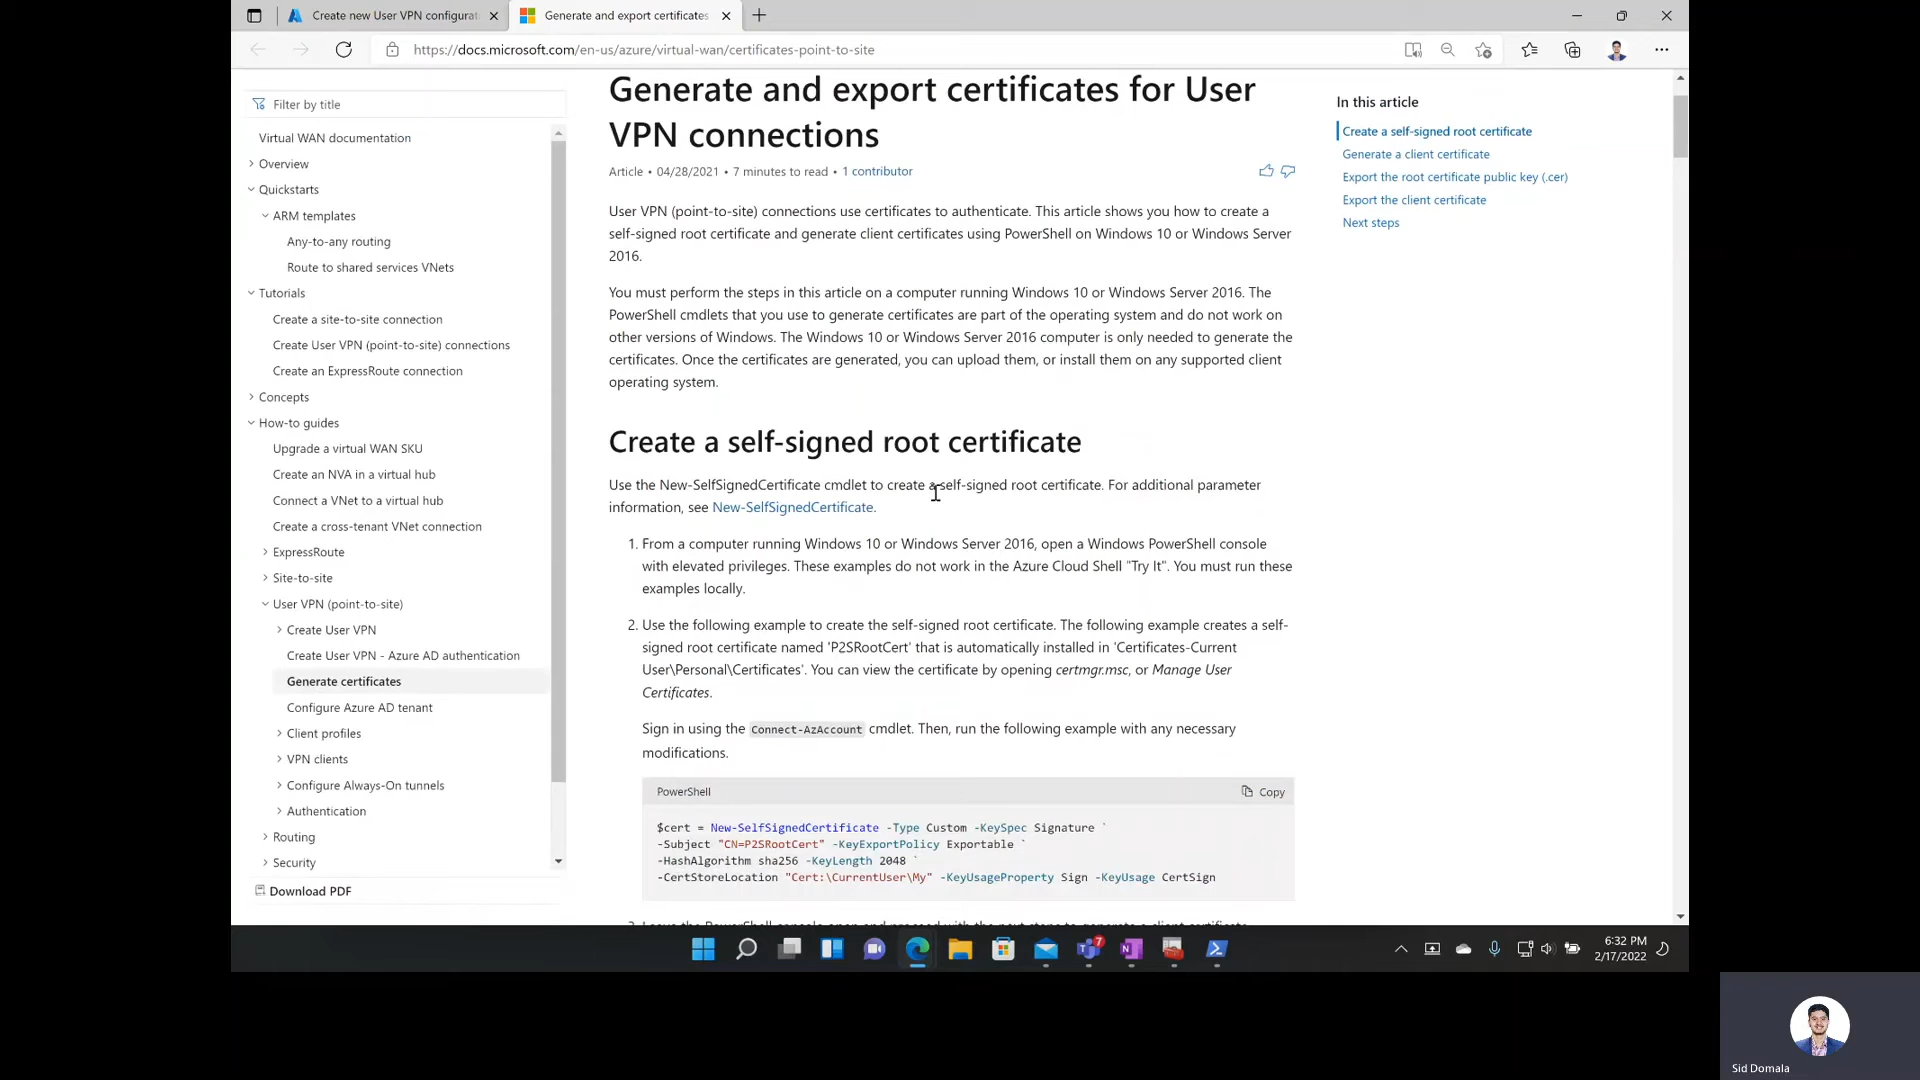 Create new User VPN configurat
Generate and export certificates
https://docs.microsoft.com/en-us/azure/virtual-wan/certificates-point-to-site
Filter by title
Virtual WAN documentation
Overview
Quickstarts
ARM templates
Any-to-any routing
Route to shared services VNets
Tutorials
Create a site-to-site connection
Create User VPN (point-to-site) connections
Create an ExpressRoute connection
Concepts
How-to guides
Upgrade a virtual WAN SKU
Create an NVA in a virtual hub
Connect a VNet to a virtual hub
Create a cross-tenant VNet connection
ExpressRoute
Site-to-site
User VPN (point-to-site)
Create User VPN
Create User VPN - Azure AD authentication
Generate certificates
Configure Azure AD tenant
Client profiles
VPN clients
Configure Always-On tunnels
Authentication
Routing
Security
Download PDF
Generate and export certificates for User
VPN connections
Article • 04/28/2021 • 7 minutes to read • 1 contributor
User VPN (point-to-site) connections use certificates to authenticate. This article shows you how to create a
self-signed root certificate and generate client certificates using PowerShell on Windows 10 or Windows Server
2016.
You must perform the steps in this article on a computer running Windows 10 or Windows Server 2016. The
PowerShell cmdlets that you use to generate certificates are part of the operating system and do not work on
other versions of Windows. The Windows 10 or Windows Server 2016 computer is only needed to generate the
certificates. Once the certificates are generated, you can upload them, or install them on any supported client
operating system.
Create a self-signed root certificate
Use the New-SelfSignedCertificate cmdlet to create a self-signed root certificate. For additional parameter
information, see New-SelfSignedCertificate.
1. From a computer running Windows 10 or Windows Server 2016, open a Windows PowerShell console
with elevated privileges. These examples do not work in the Azure Cloud Shell "Try It". You must run these
examples locally.
2. Use the following example to create the self-signed root certificate. The following example creates a self-
signed root certificate named 'P2SRootCert' that is automatically installed in 'Certificates-Current
User\Personal\Certificates'. You can view the certificate by opening certmgr.msc, or Manage User
Certificates.
Sign in using the Connect-AzAccount cmdlet. Then, run the following example with any necessary
modifications.
PowerShell
Copy
$cert = New-SelfSignedCertificate -Type Custom -KeySpec Signature `
-Subject "CN=P2SRootCert" -KeyExportPolicy Exportable `
-HashAlgorithm sha256 -KeyLength 2048 `
-CertStoreLocation "Cert:\CurrentUser\My" -KeyUsageProperty Sign -KeyUsage CertSign
3. Leave the PowerShell console open and proceed with the next steps to generate a client certificate.
In this article
Create a self-signed root certificate
Generate a client certificate
Export the root certificate public key (.cer)
Export the client certificate
Next steps
7
6:32 PM
2/17/2022
Sid Domala